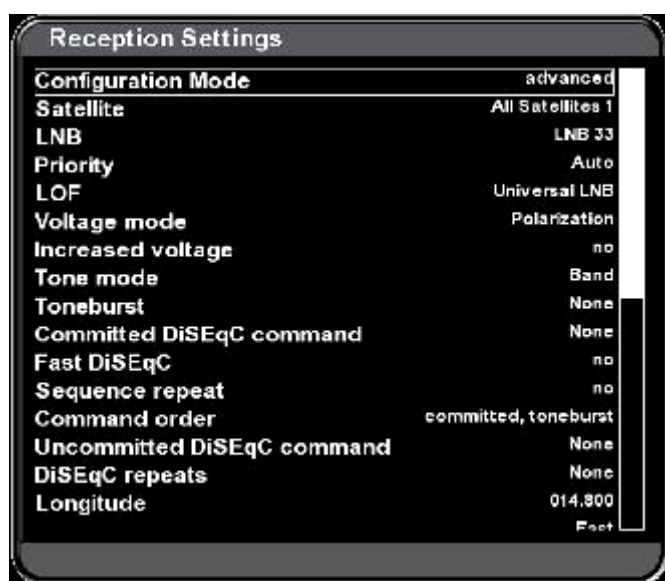 Reception Settings
Configuration Mode advanced
Satellite All Satellites 1
LNB LNB 33
Priority Auto
LOF Universal LNB
Voltage mode Polarization
Increased voltage no
Tone mode Band
Toneburst None
Committed DiSEqC command None
Fast DiSEqC no
Sequence repeat no
Command order committed, toneburst
Uncommitted DiSEqC command None
DiSEqC repeats None
Longitude 014.800
East